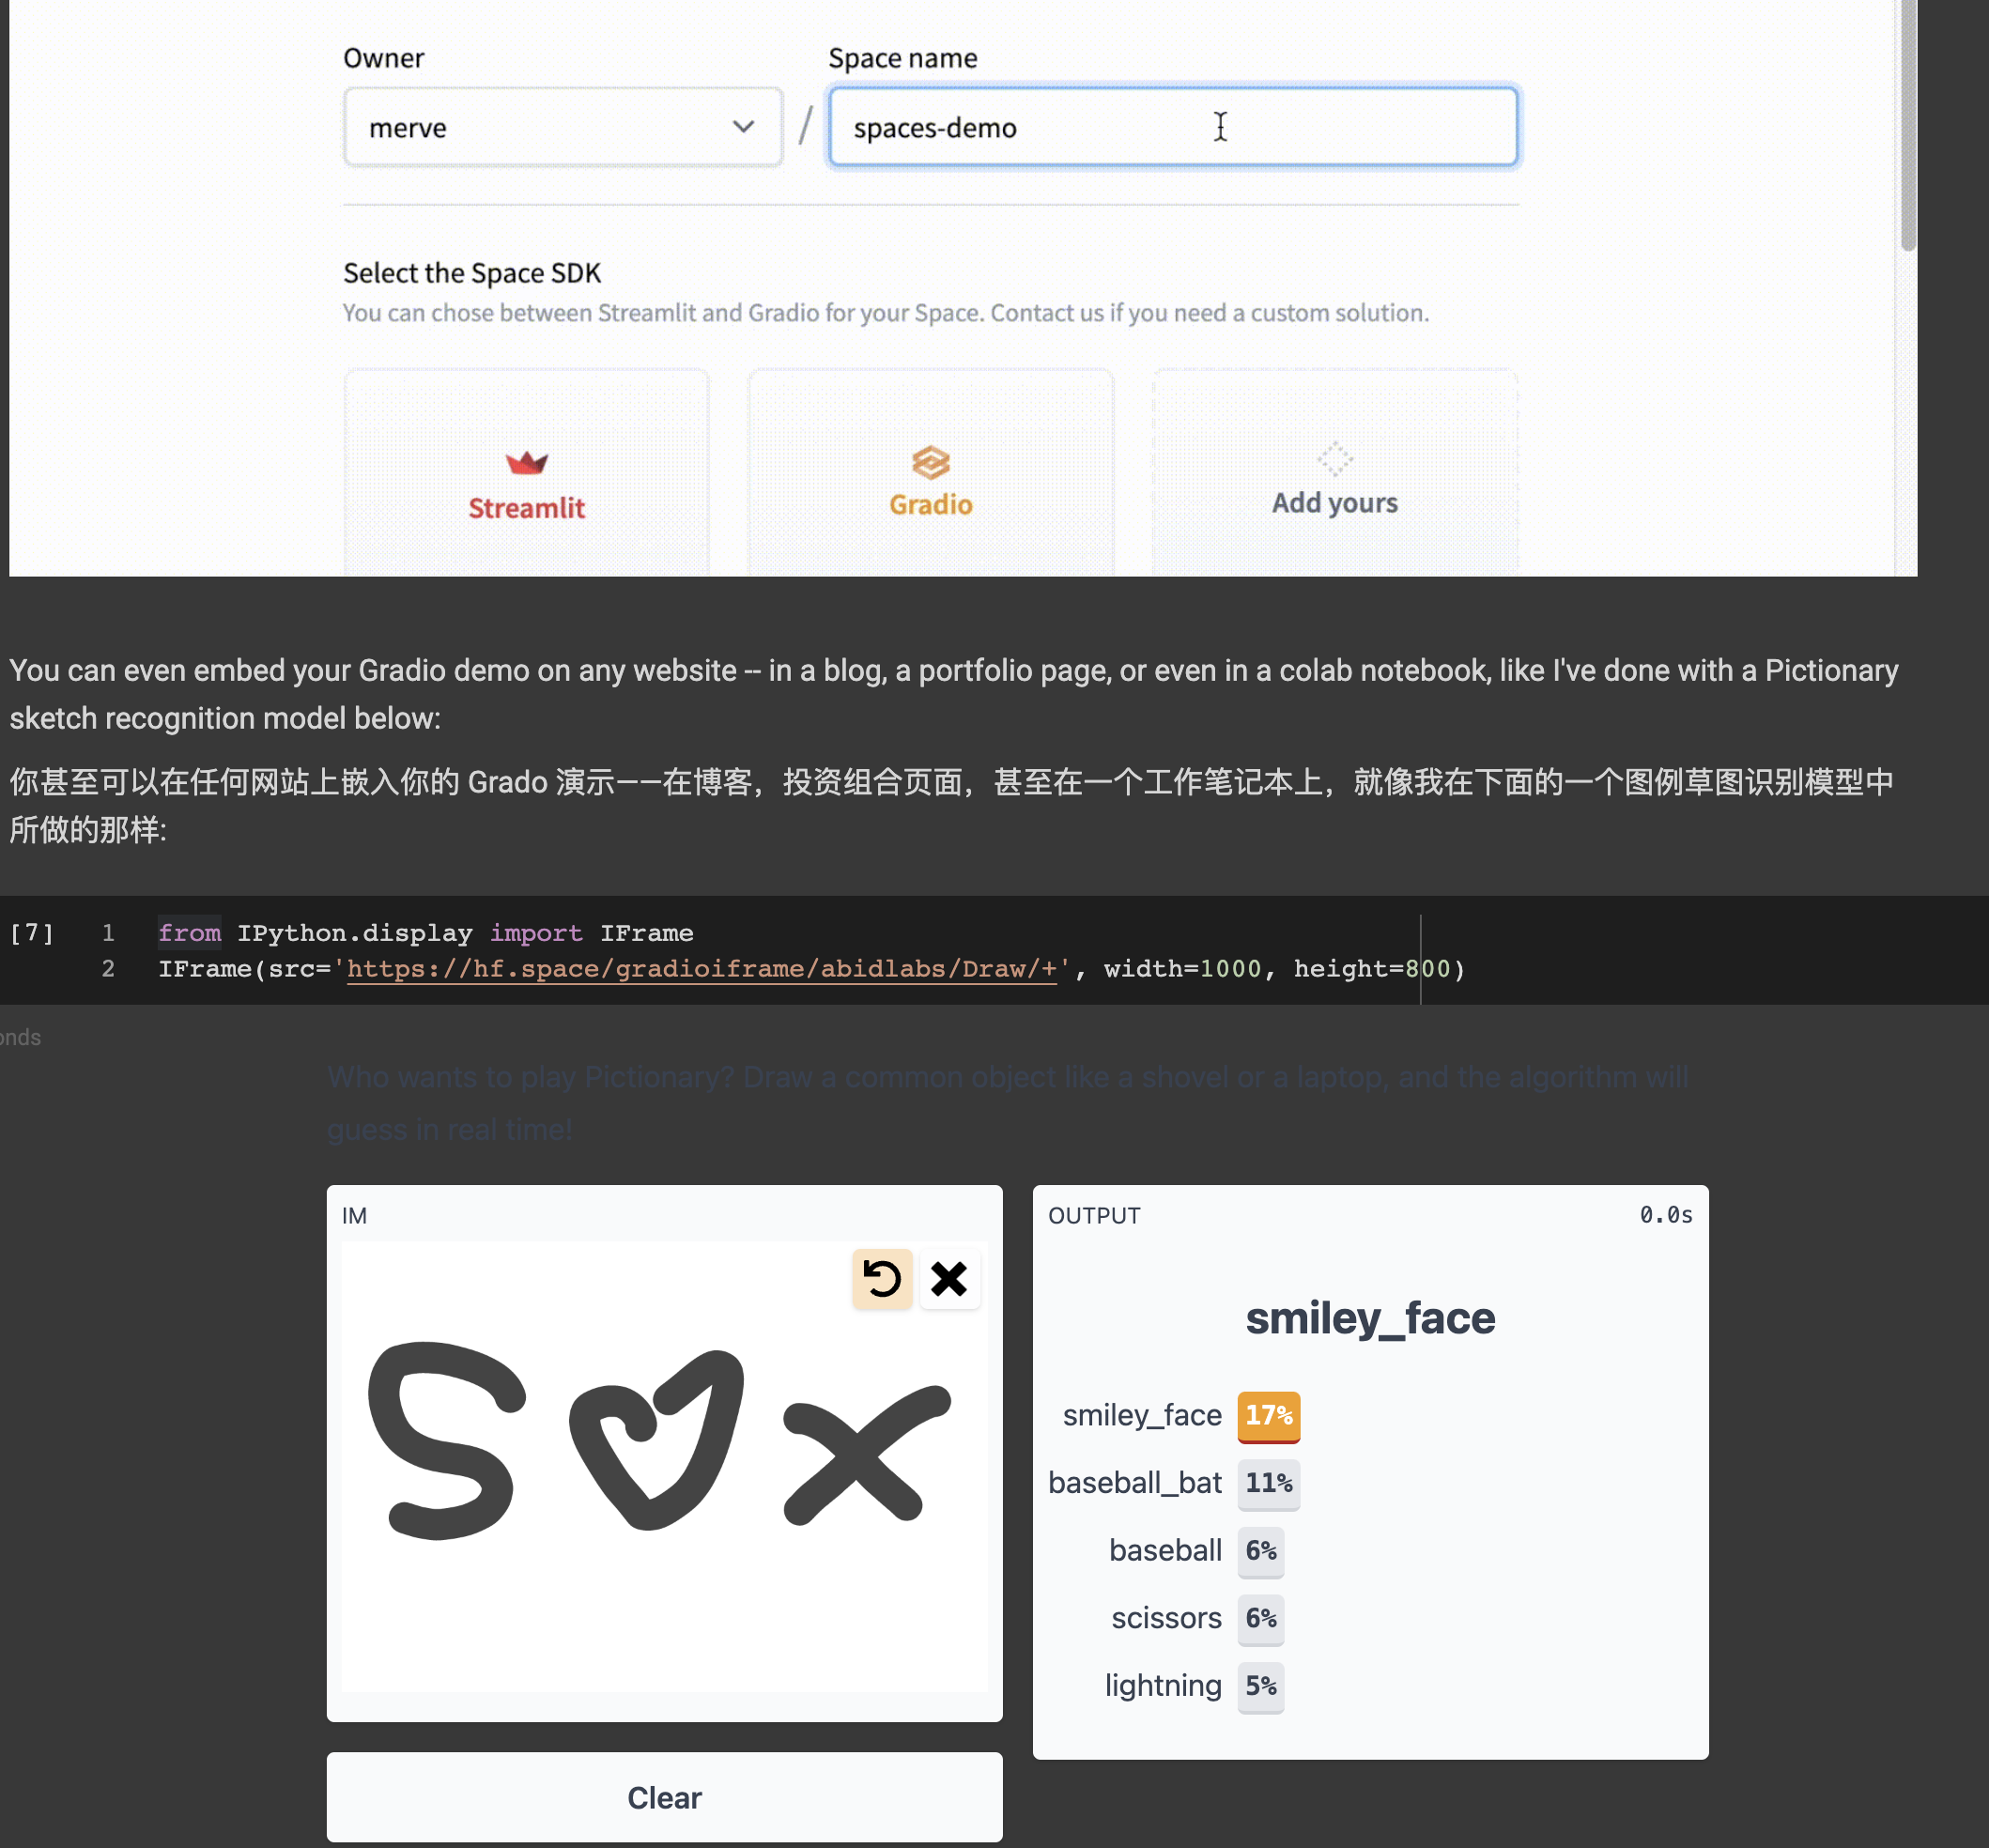 Owner
Space name
merve
/
spaces-demo
Select the Space SDK
You can chose between Streamlit and Gradio for your Space. Contact us if you need a custom solution.
Streamlit
Gradio
Add yours
You can even embed your Gradio demo on any website -- in a blog, a portfolio page, or even in a colab notebook, like I've done with a Pictionary
sketch recognition model below:
你甚至可以在任何网站上嵌入你的 Grado 演示——在博客，投资组合页面，甚至在一个工作笔记本上，就像我在下面的一个图例草图识别模型中
所做的那样:
[7]
1 from IPython.display import IFrame
2 IFrame(src='https://hf.space/gradioiframe/abidlabs/Draw/+', width=1000, height=800)
onds
Who wants to play Pictionary? Draw a common object like a shovel or a laptop, and the algorithm will
guess in real time!
IM
S x
Clear
OUTPUT 0.0s
smiley_face
smiley_face 17%
baseball_bat 11%
baseball 6%
scissors 6%
lightning 5%